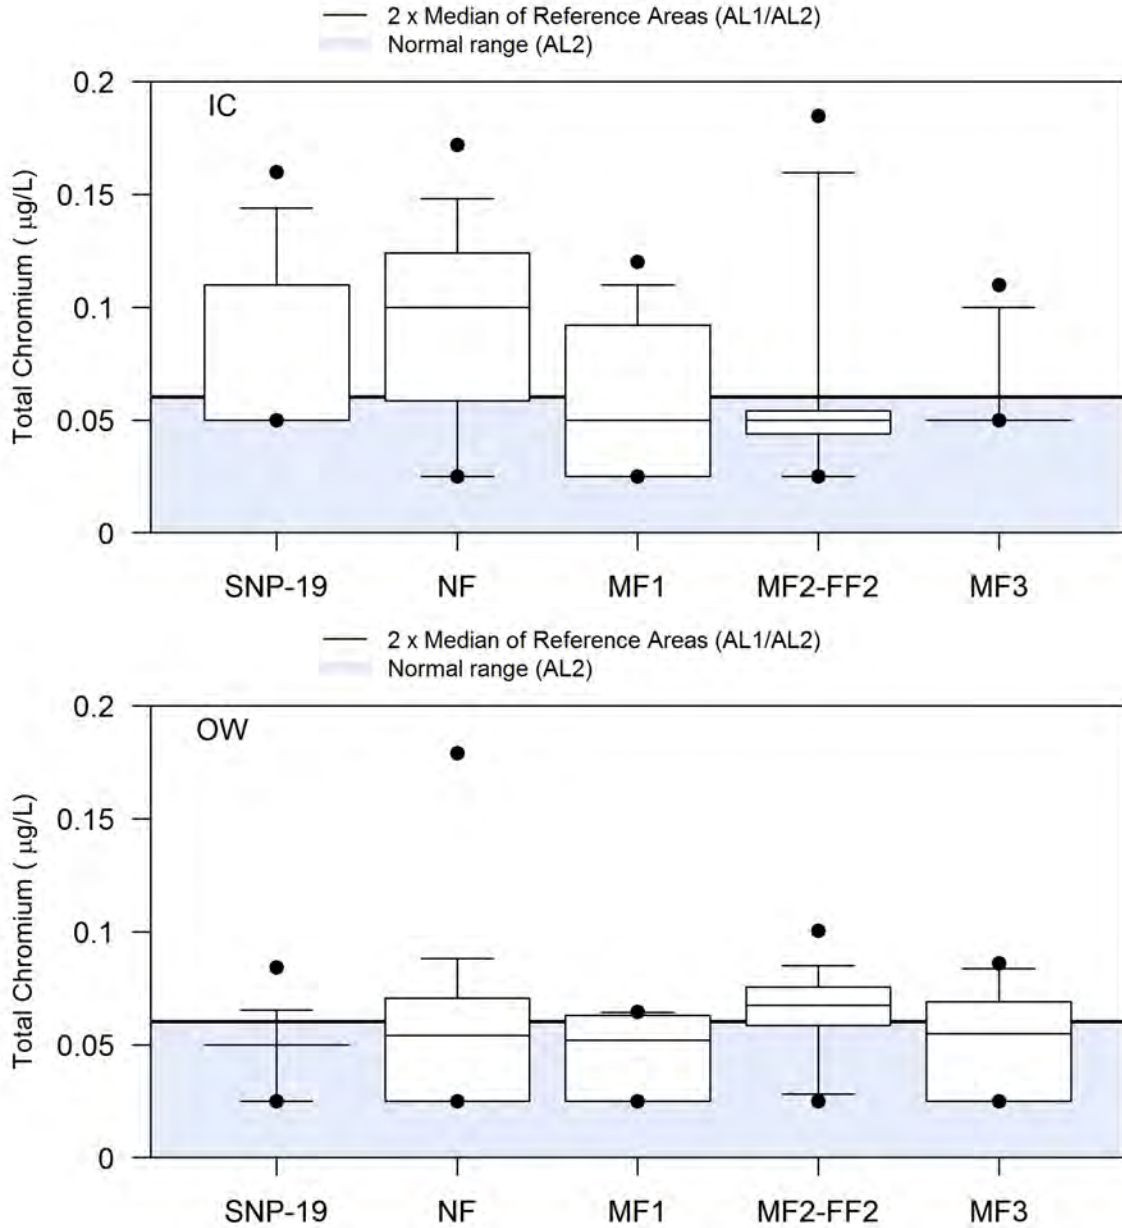 2 x Median of Reference Areas (AL1/AL2)
Normal range (AL2)
IC
Total Chromium ( µg/L)
0.2
0.15
0.1
0.05
0
SNP-19 NF MF1 MF2-FF2 MF3
2 x Median of Reference Areas (AL1/AL2)
Normal range (AL2)
OW
Total Chromium ( µg/L)
0.2
0.15
0.1
0.05
0
SNP-19 NF MF1 MF2-FF2 MF3